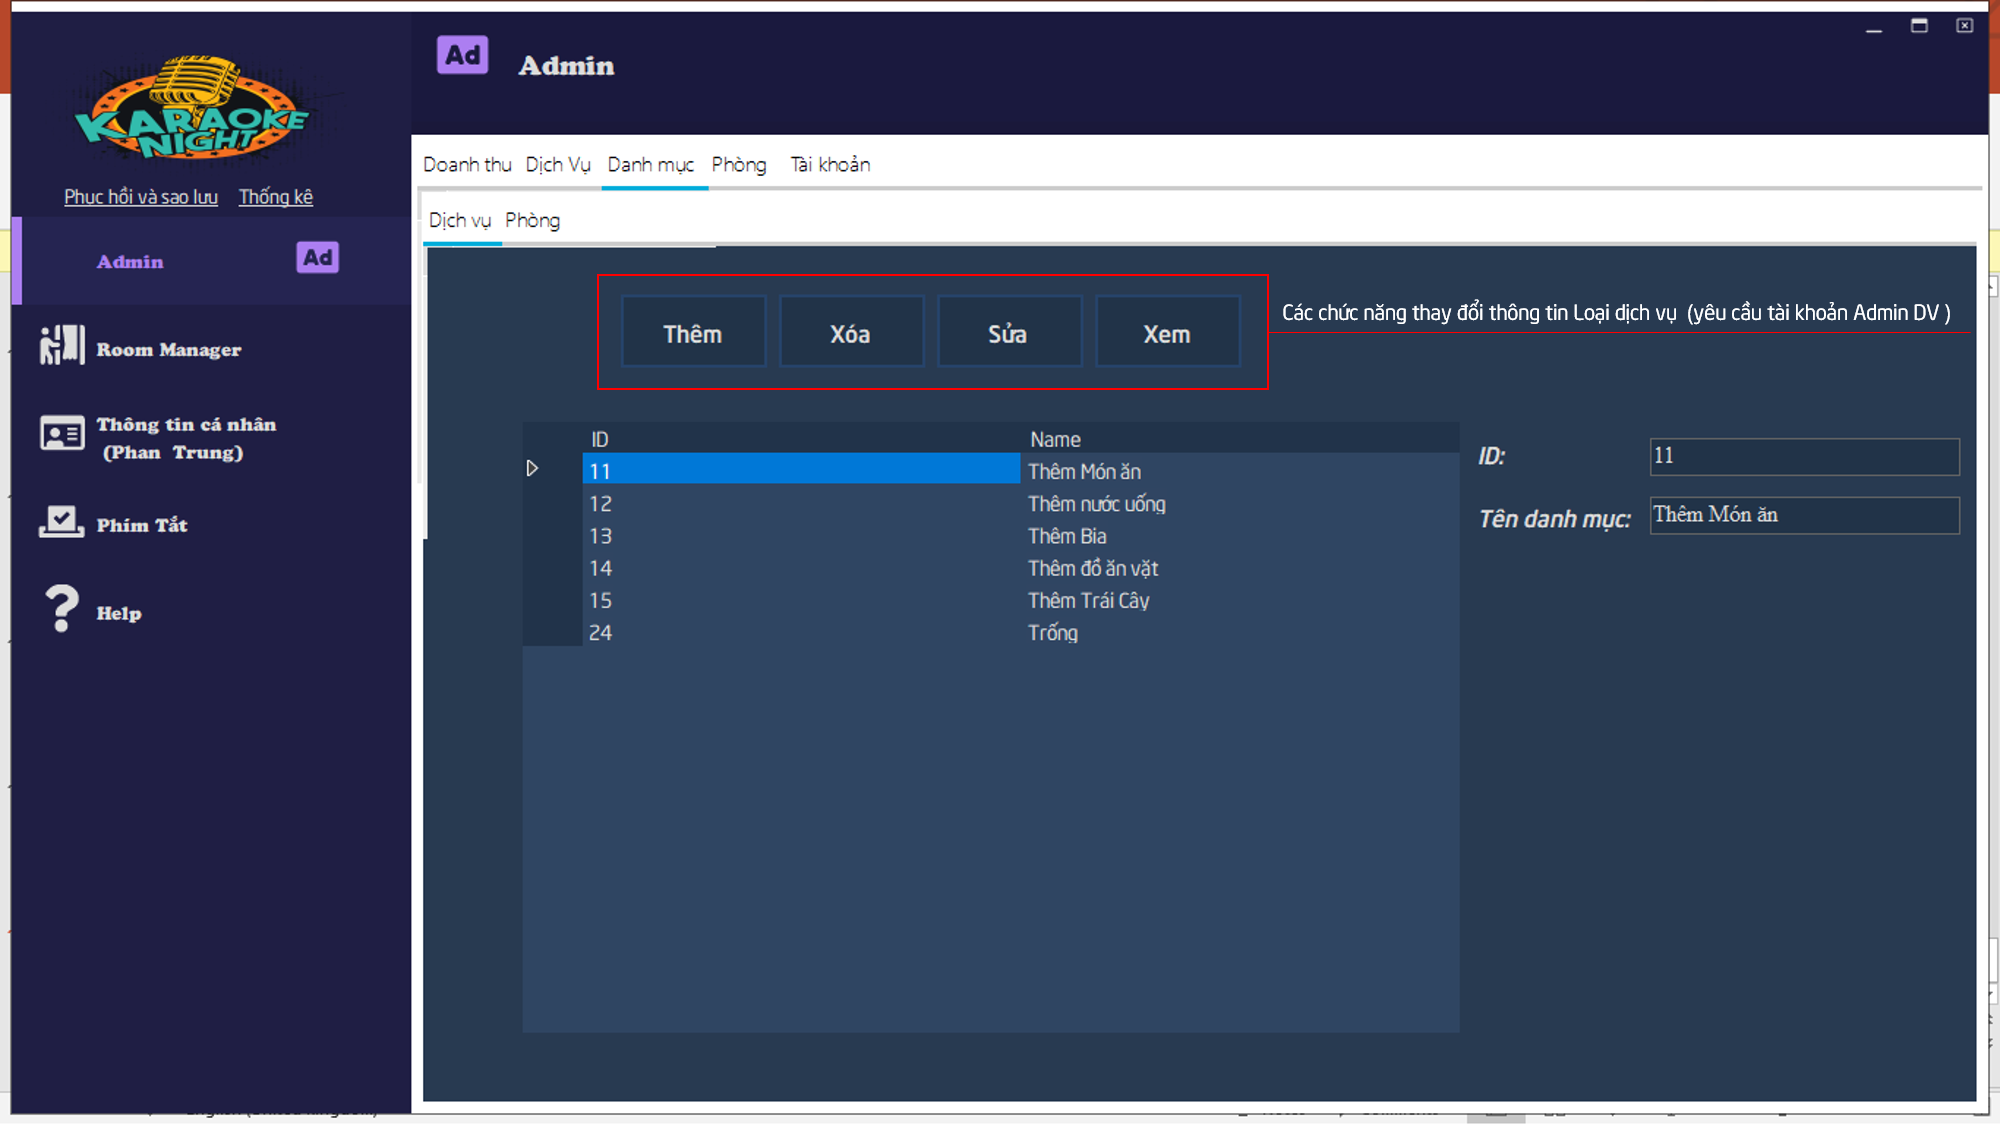 KARAOKE
NIGHT
Phục hồi và sao lưu Thống kê
Admin Ad
Room Manager
Thông tin cá nhân
(Phan Trung)
Phím Tắt
Help
Ad Admin
Doanh thu Dịch Vụ Danh mục Phòng Tài khoản
Dịch vụ Phòng
Thêm Xóa Sửa Xem
Các chức năng thay đổi thông tin Loại dịch vụ (yêu cầu tài khoản Admin DV )
ID Name
11 Thêm Món ăn
12 Thêm nước uống
13 Thêm Bia
14 Thêm đồ ăn vặt
15 Thêm Trái Cây
24 Trống
ID: 11
Tên danh mục: Thêm Món ăn